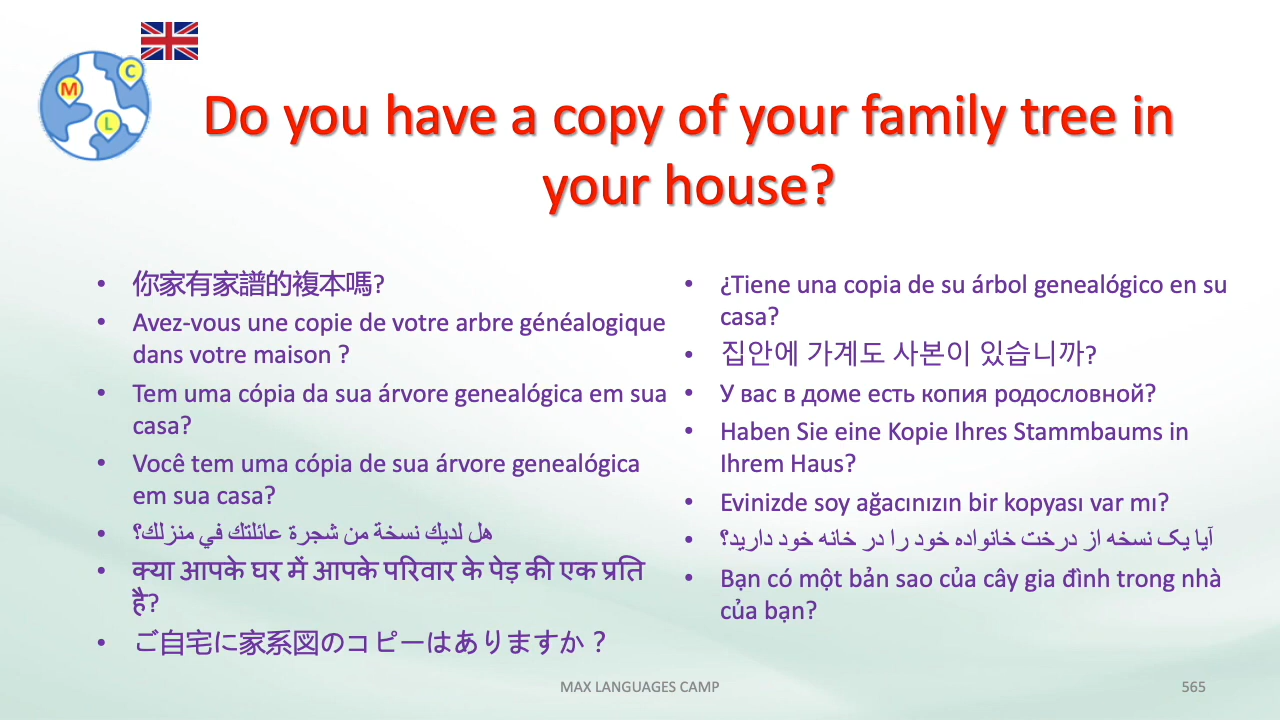 M
C
L
Do you have a copy of your family tree in
your house?
• 你家有家譜的複本嗎?
• Avez-vous une copie de votre arbre généalogique
dans votre maison ?
• Tem uma cópia da sua árvore genealógica em sua
casa?
• Você tem uma cópia de sua árvore genealógica
em sua casa?
• هل لديك نسخة من شجرة عائلتك في منزلك؟
• क्या आपके घर में आपके परिवार के पेड़ की एक प्रति
है?
• ご自宅に家系図のコピーはありますか？
• ¿Tiene una copia de su árbol genealógico en su
casa?
• 집안에 가계도 사본이 있습니까?
• У вас в доме есть копия родословной?
• Haben Sie eine Kopie Ihres Stammbaums in
Ihrem Haus?
• Evinizde soy ağacınızın bir kopyası var mı?
• آیا یک نسخه از درخت خانواده خود را در خانه خود دارید؟
• Bạn có một bản sao của cây gia đình trong nhà
của bạn?
MAX LANGUAGES CAMP
565